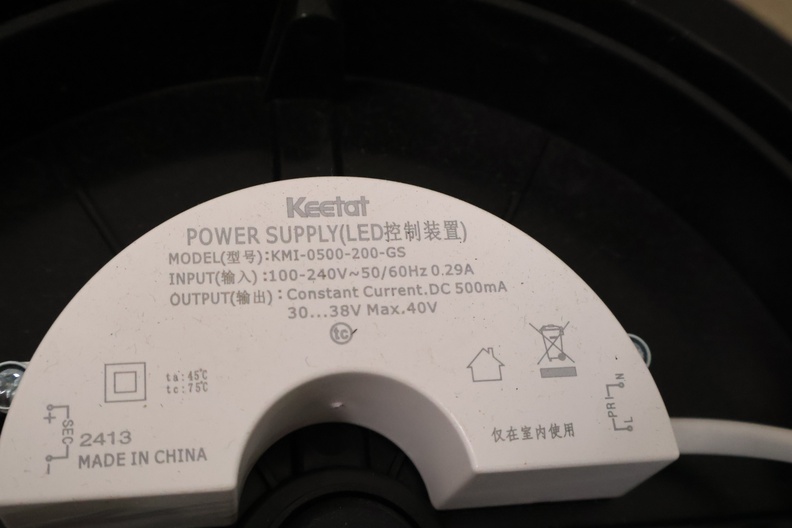 Keetat
POWER SUPPLY(LED控制装置)
MODEL(型号):KMI-0500-200-GS
INPUT(输入):100-240V~50/60Hz 0.29A
OUTPUT(输出):Constant Current.DC 500mA
30...38V Max.40V
tc
ta:45℃
tc:75℃
+
SEC
-
2413
MADE IN CHINA
仅在室内使用
PRI
N
L